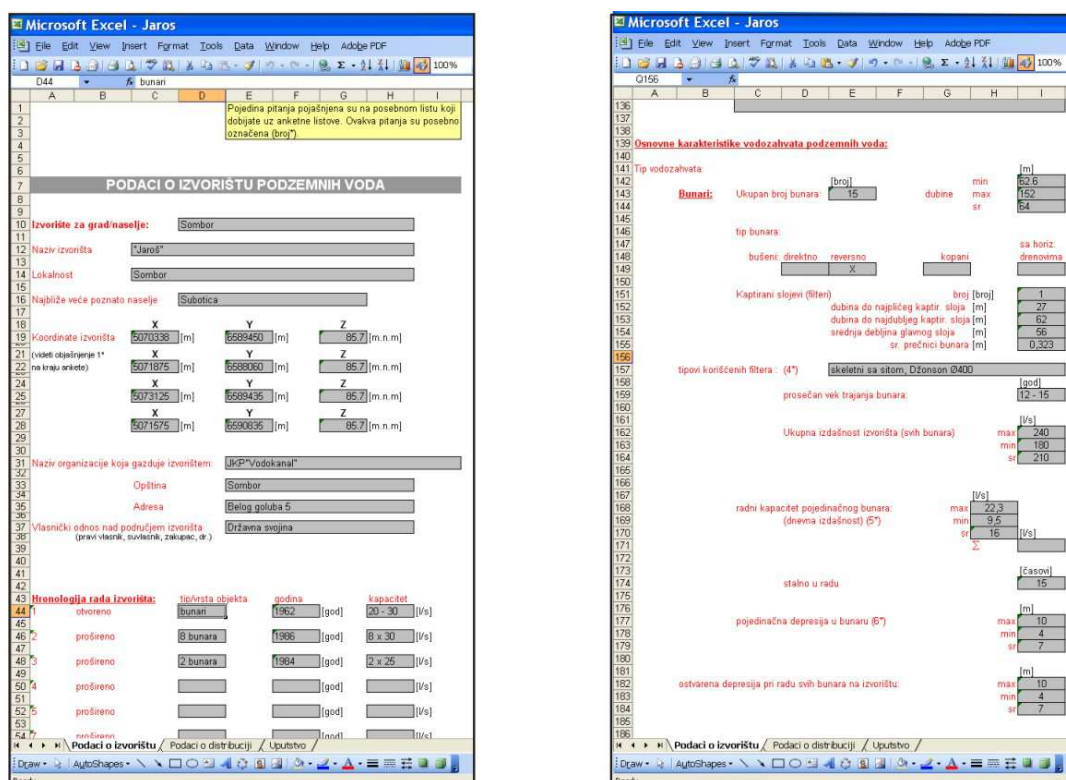 Microsoft Excel - Jaros
File Edit View Insert Format Tools Data Window Help Adobe PDF
100%
D44 fx bunari
A B C D E F G H I
Pojedina pitanja pojašnjena su na posebnom listu koji
dobijate uz anketne listove. Ovakva pitanja su posebno
označena (broj*).
PODACI O IZVORIŠTU PODZEMNIH VODA
Izvorište za grad/naselje: Sombor
Naziv izvorišta "Jaroš"
Lokalnost Sombor
Najbliže veće poznato naselje Subotica
X Y Z
Koordinate izvorišta 5070338 [m] 6589450 [m] 85.7 [m.n.m]
(videti objašnjenje 1* X Y Z
na kraju ankete) 5071875 [m] 6588060 [m] 85.7 [m.n.m]
X Y Z
5073125 [m] 6589435 [m] 85.7 [m.n.m]
X Y Z
5071575 [m] 6590835 [m] 85.7 [m.n.m]
Naziv organizacije koja gazduje izvorištem: JKP"Vodokanal"
Opština Sombor
Adresa Belog goluba 5
Vlasnički odnos nad područjem izvorišta Državna svojina
(pravi vlasnik, suvlasnik, zakupac, dr.)
Hronologija rada izvorišta: tip/vrsta objekta godina kapacitet
1 otvoreno bunari 1962 [god] 20 - 30 [l/s]
2 prošireno 8 bunara 1986 [god] 8 x 30 [l/s]
3 prošireno 2 bunara 1984 [god] 2 x 25 [l/s]
4 prošireno [god] [l/s]
5 prošireno [god] [l/s]
prošireno [god] [l/s]
Podaci o izvorištu Podaci o distribuciji Uputstvo
Draw AutoShapes
Microsoft Excel - Jaros
File Edit View Insert Format Tools Data Window Help Adobe PDF
100%
Q156 fx
A B C D E F G H I
Osnovne karakteristike vodozahvata podzemnih voda:
Tip vodozahvata: [m]
[broj] min 62.6
Bunari: Ukupan broj bunara: 15 dubine max 152
sr 64
tip bunara:
sa horiz.
bušeni: direktno reversno kopani drenovima
X
Kaptirani slojevi (filteri) broj [broj] 1
dubina do najplićeg kaptir. sloja [m] 27
dubina do najdubljeg kaptir. sloja [m] 62
srednja debljina glavnog sloja [m] 56
sr. prečnici bunara [m] 0,323
tipovi korišćenih filtera : (4*) skeletni sa sitom, Džonson Ø400
[god]
prosečan vek trajanja bunara: 12 - 15
[l/s]
Ukupna izdašnost izvorišta (svih bunara) max 240
min 180
sr 210
[l/s]
radni kapacitet pojedinačnog bunara: max 22,3
(dnevna izdašnost) (5*) min 9,5
sr 16 [l/s]
Σ
[časovi]
stalno u radu 15
[m]
pojedinačna depresija u bunaru (6*) max 10
min 4
sr 7
[m]
ostvarena depresija pri radu svih bunara na izvorištu: max 10
min 4
sr 7
Podaci o izvorištu Podaci o distribuciji Uputstvo
Draw AutoShapes